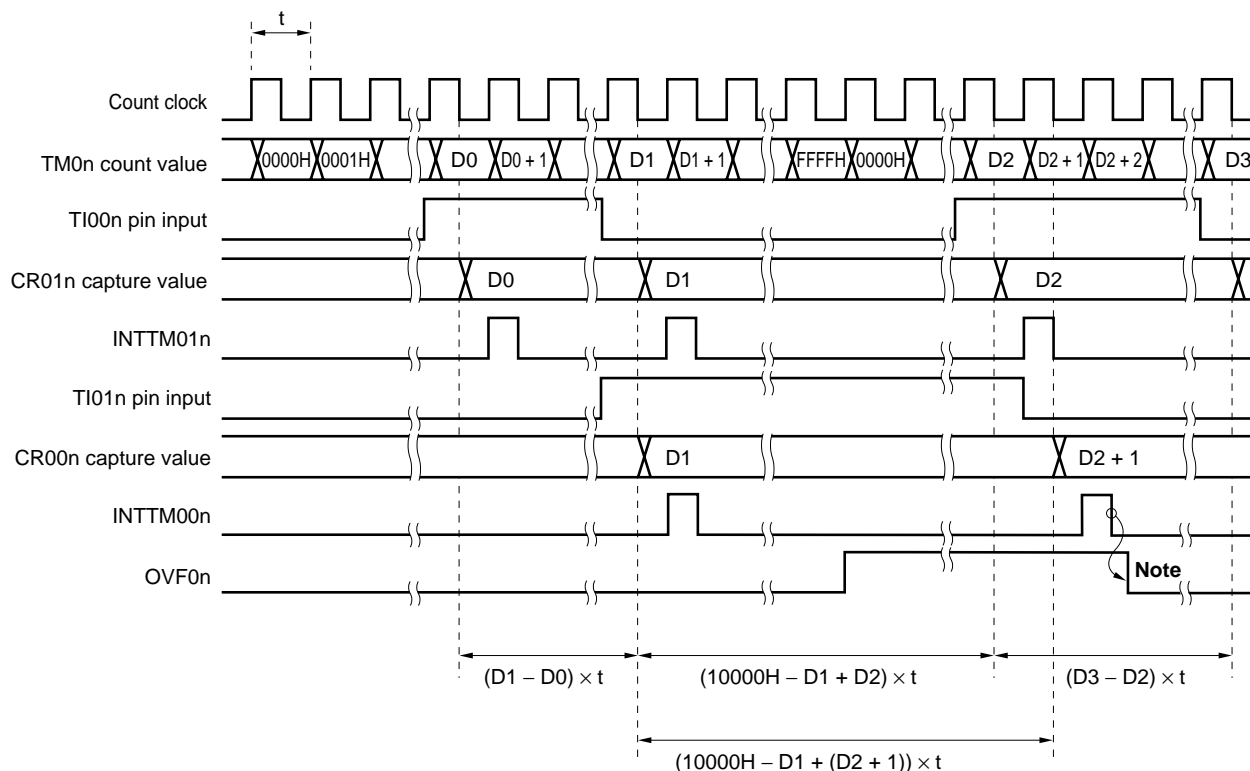 t
Count clock
TM0n count value 0000H 0001H D0 D0 + 1 D1 D1 + 1 FFFFH 0000H D2 D2 + 1 D2 + 2 D3
TI00n pin input
CR01n capture value D0 D1 D2
INTTM01n
TI01n pin input
CR00n capture value D1 D2 + 1
INTTM00n
OVF0n Note
(D1 – D0) × t (10000H – D1 + D2) × t (D3 – D2) × t
(10000H – D1 + (D2 + 1)) × t